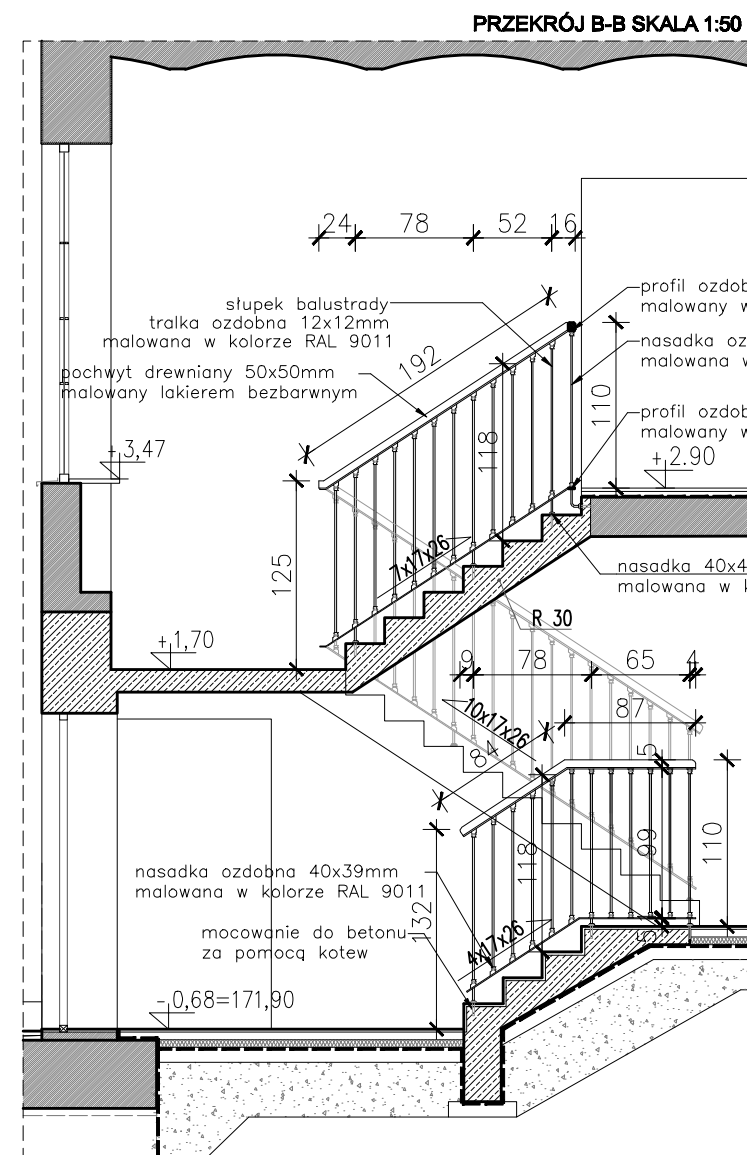 PRZEKRÓJ B-B SKALA 1:50
24
78
52
16
profil ozdob
malowany w
słupek balustrady
tralka ozdobna 12x12mm
malowana w kolorze RAL 9011
nasadka oz
malowana w
192
pochwyt drewniany 50x50mm
malowany lakierem bezbarwnym
110
profil ozdob
malowany w
118
+3,47
+2.90
7x17x26
125
nasadka 40x4
malowana w k
R 30
+1,70
9
78
65
4
10x17x26
87
84
5
99
118
110
nasadka ozdobna 40x39mm
malowana w kolorze RAL 9011
132
mocowanie do betonu
za pomocą kotew
4x17x26
5
-0,68=171,90